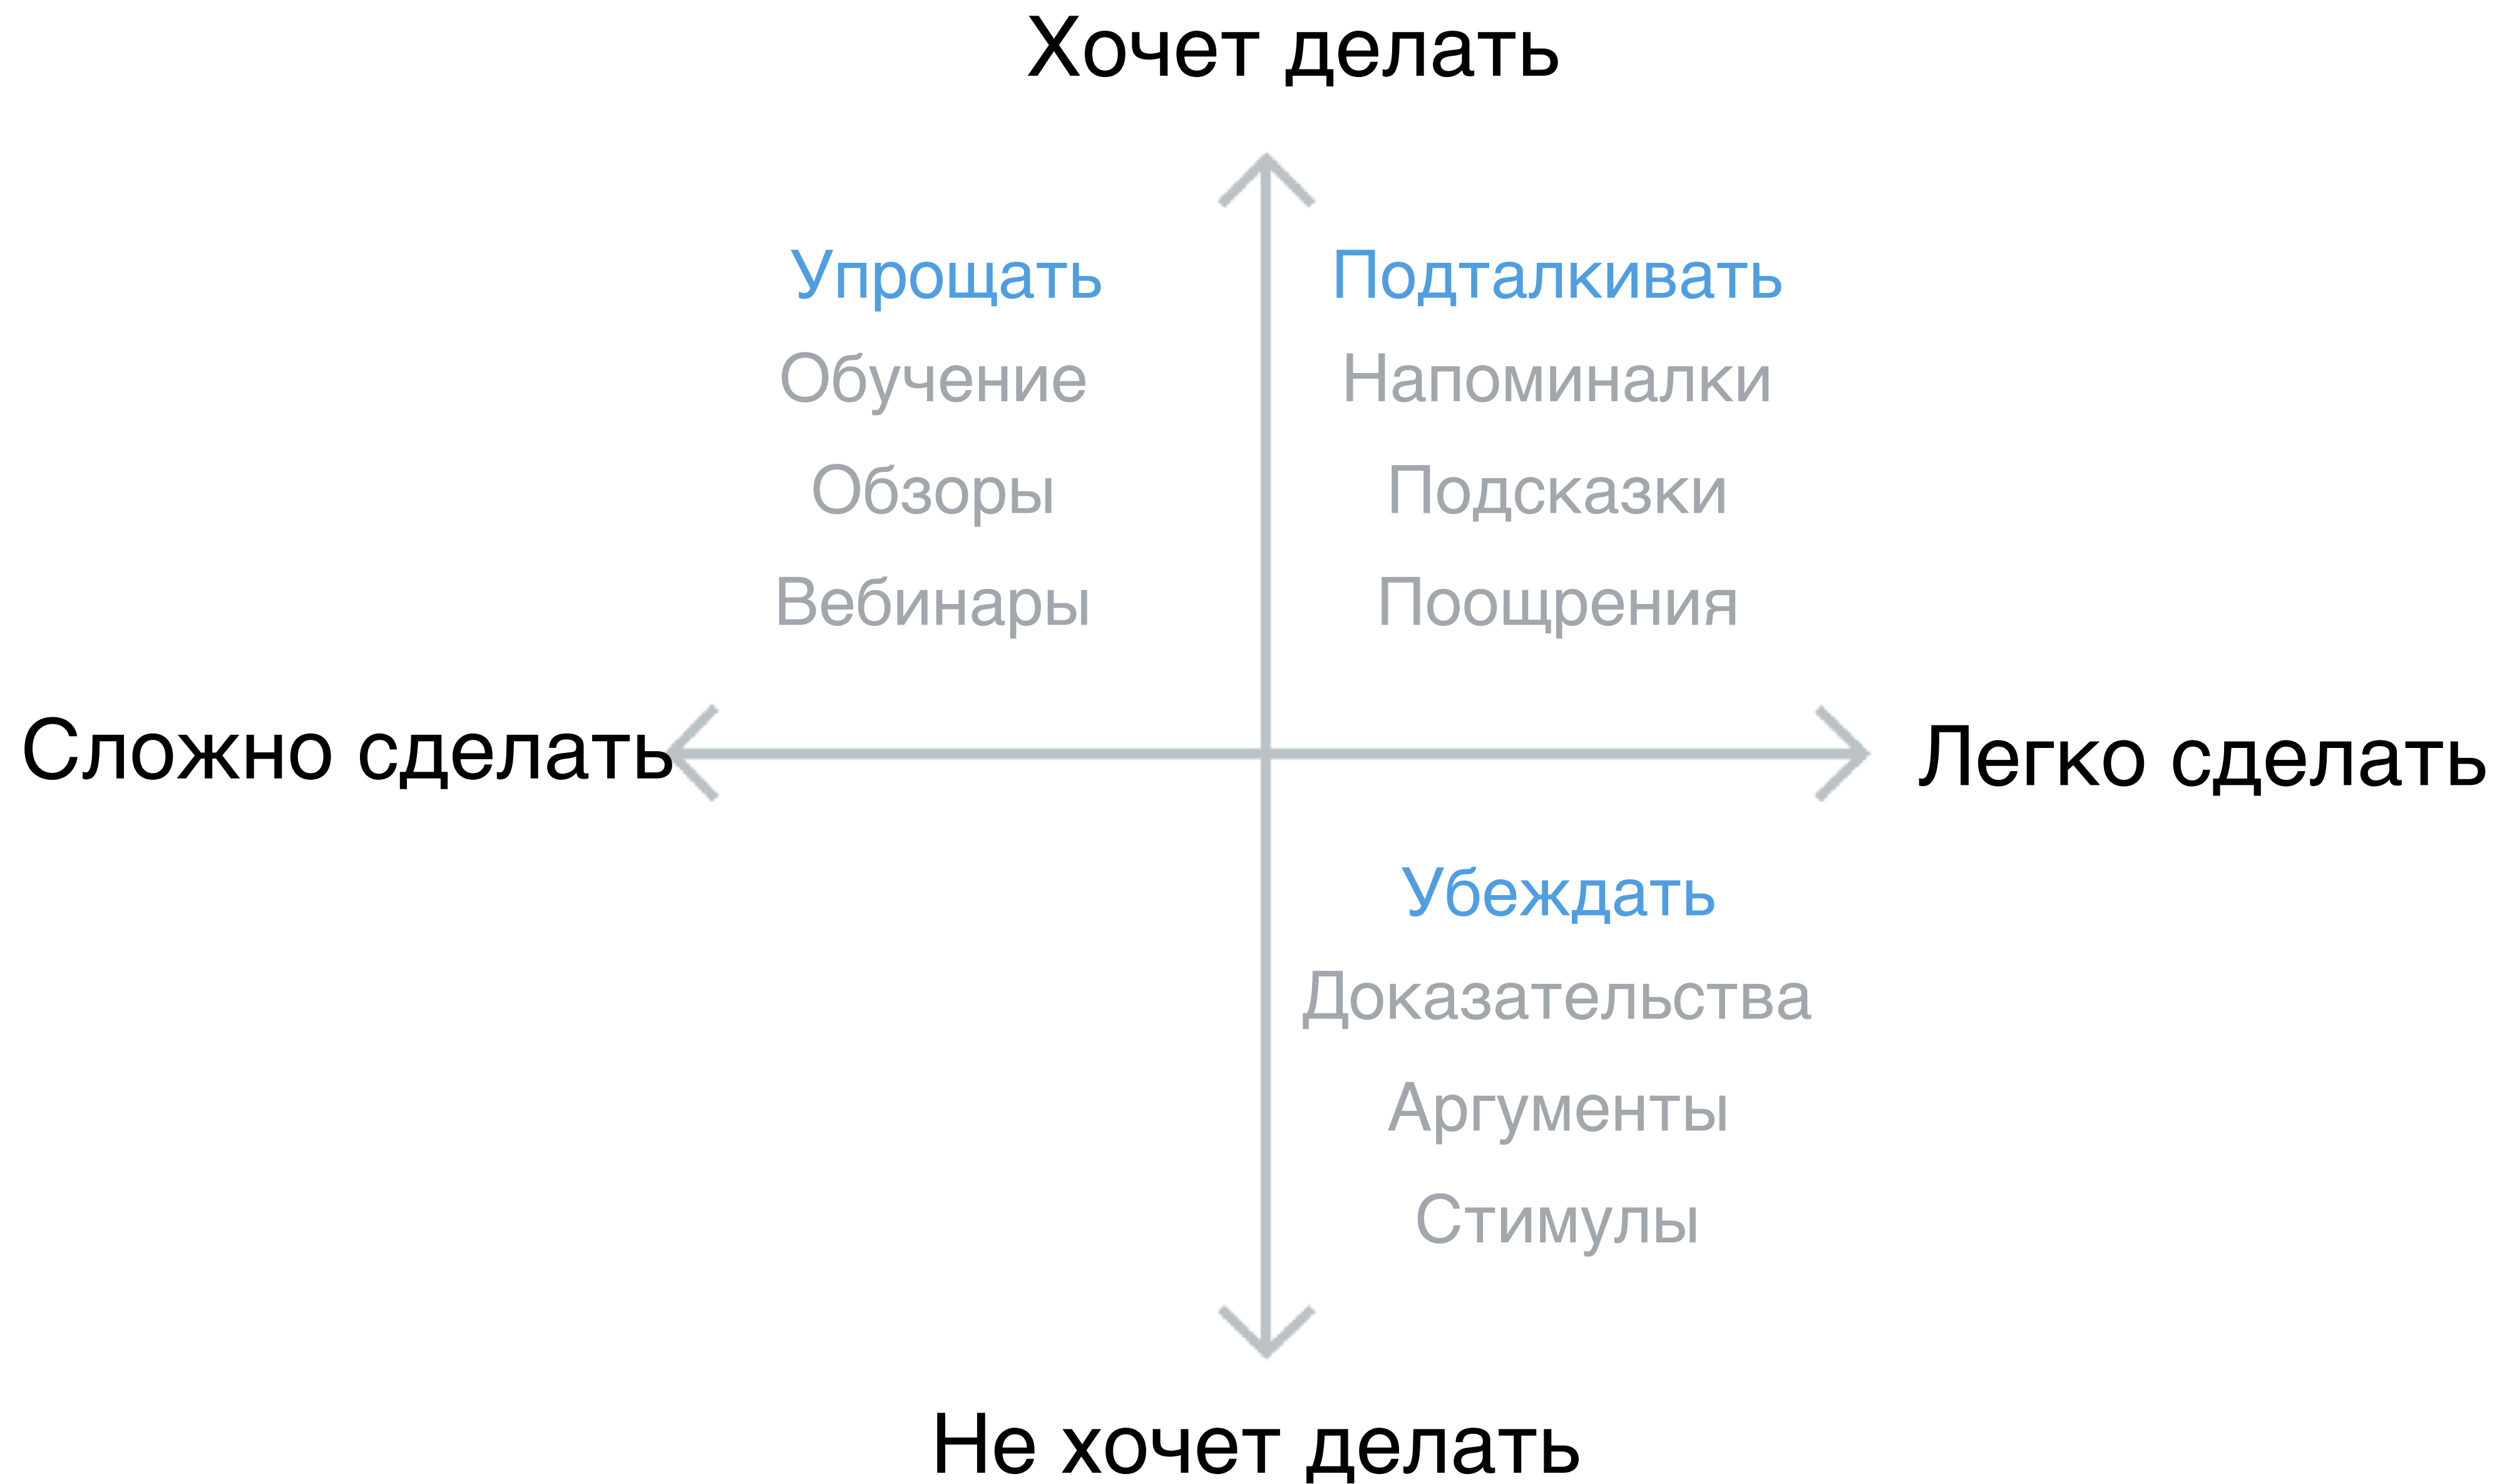 Хочет делать
Упрощать
Обучение
Обзоры
Вебинары
Подталкивать
Напоминалки
Подсказки
Поощрения
Сложно сделать
Легко сделать
Убеждать
Доказательства
Аргументы
Стимулы
Не хочет делать